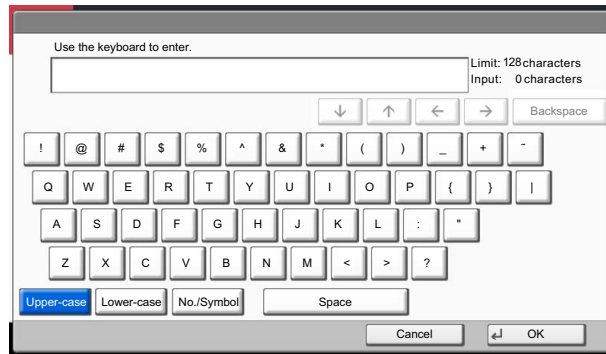 Use the keyboard to enter.
Limit: 128 characters
Input: 0 characters
↓ ↑ ← → Backspace
! @ # $ % ^ & * ( ) _ + ~
Q W E R T Y U I O P { } |
A S D F G H J K L : "
Z X C V B N M < > ?
Upper-case Lower-case No./Symbol Space
Cancel ↵ OK